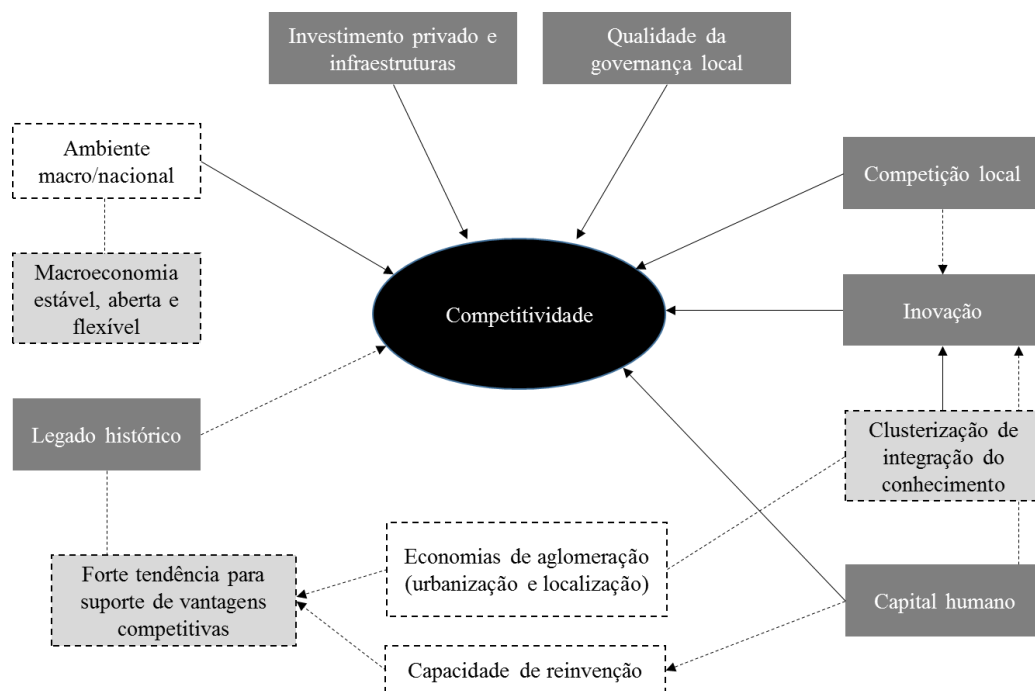 Investimento privado e
infraestruturas
Qualidade da
governança local
Ambiente
macro/nacional
Competição local
Macroeconomia
estável, aberta e
flexível
Competitividade
Inovação
Legado histórico
Clusterização de
integração do
conhecimento
Economias de aglomeração
(urbanização e localização)
Forte tendência para
suporte de vantagens
competitivas
Capital humano
Capacidade de reinvenção